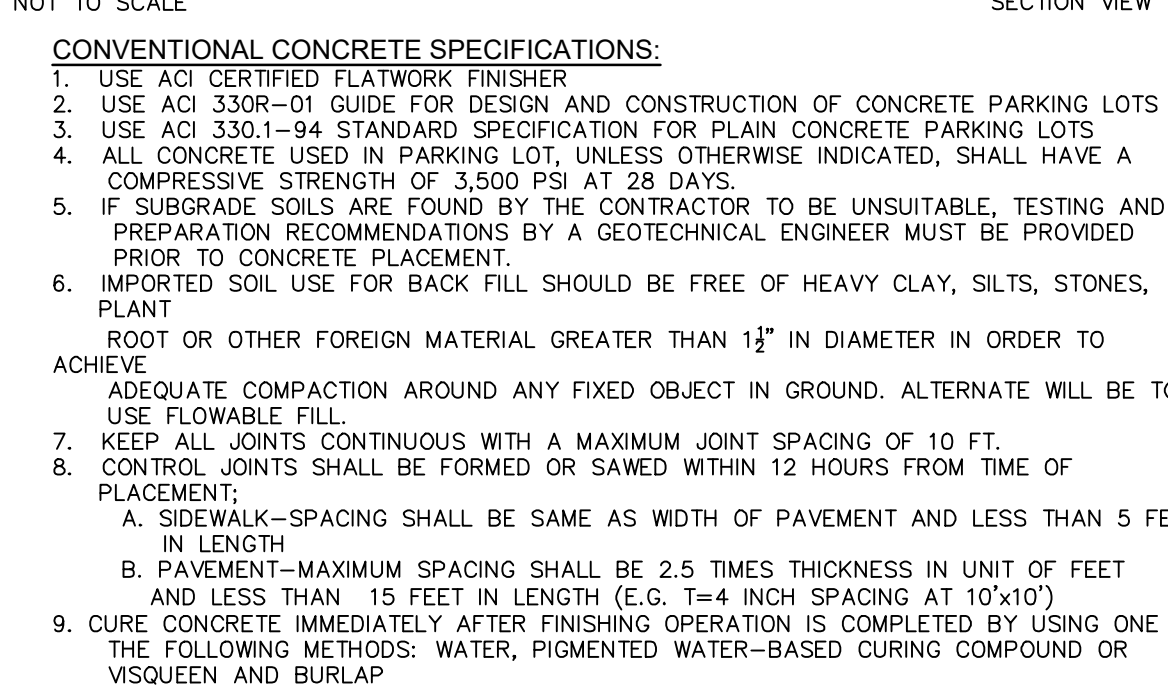 NOT TO SCALE SECTION VIEW
CONVENTIONAL CONCRETE SPECIFICATIONS:
1. USE ACI CERTIFIED FLATWORK FINISHER
2. USE ACI 330R-01 GUIDE FOR DESIGN AND CONSTRUCTION OF CONCRETE PARKING LOTS
3. USE ACI 330.1-94 STANDARD SPECIFICATION FOR PLAIN CONCRETE PARKING LOTS
4. ALL CONCRETE USED IN PARKING LOT, UNLESS OTHERWISE INDICATED, SHALL HAVE A
COMPRESSIVE STRENGTH OF 3,500 PSI AT 28 DAYS.
5. IF SUBGRADE SOILS ARE FOUND BY THE CONTRACTOR TO BE UNSUITABLE, TESTING AND
PREPARATION RECOMMENDATIONS BY A GEOTECHNICAL ENGINEER MUST BE PROVIDED
PRIOR TO CONCRETE PLACEMENT.
6. IMPORTED SOIL USE FOR BACK FILL SHOULD BE FREE OF HEAVY CLAY, SILTS, STONES,
PLANT
ROOT OR OTHER FOREIGN MATERIAL GREATER THAN 1½" IN DIAMETER IN ORDER TO
ACHIEVE
ADEQUATE COMPACTION AROUND ANY FIXED OBJECT IN GROUND. ALTERNATE WILL BE TO
USE FLOWABLE FILL.
7. KEEP ALL JOINTS CONTINUOUS WITH A MAXIMUM JOINT SPACING OF 10 FT.
8. CONTROL JOINTS SHALL BE FORMED OR SAWED WITHIN 12 HOURS FROM TIME OF
PLACEMENT;
A. SIDEWALK-SPACING SHALL BE SAME AS WIDTH OF PAVEMENT AND LESS THAN 5 FE
IN LENGTH
B. PAVEMENT-MAXIMUM SPACING SHALL BE 2.5 TIMES THICKNESS IN UNIT OF FEET
AND LESS THAN 15 FEET IN LENGTH (E.G. T=4 INCH SPACING AT 10'x10')
9. CURE CONCRETE IMMEDIATELY AFTER FINISHING OPERATION IS COMPLETED BY USING ONE
THE FOLLOWING METHODS: WATER, PIGMENTED WATER-BASED CURING COMPOUND OR
VISQUEEN AND BURLAP